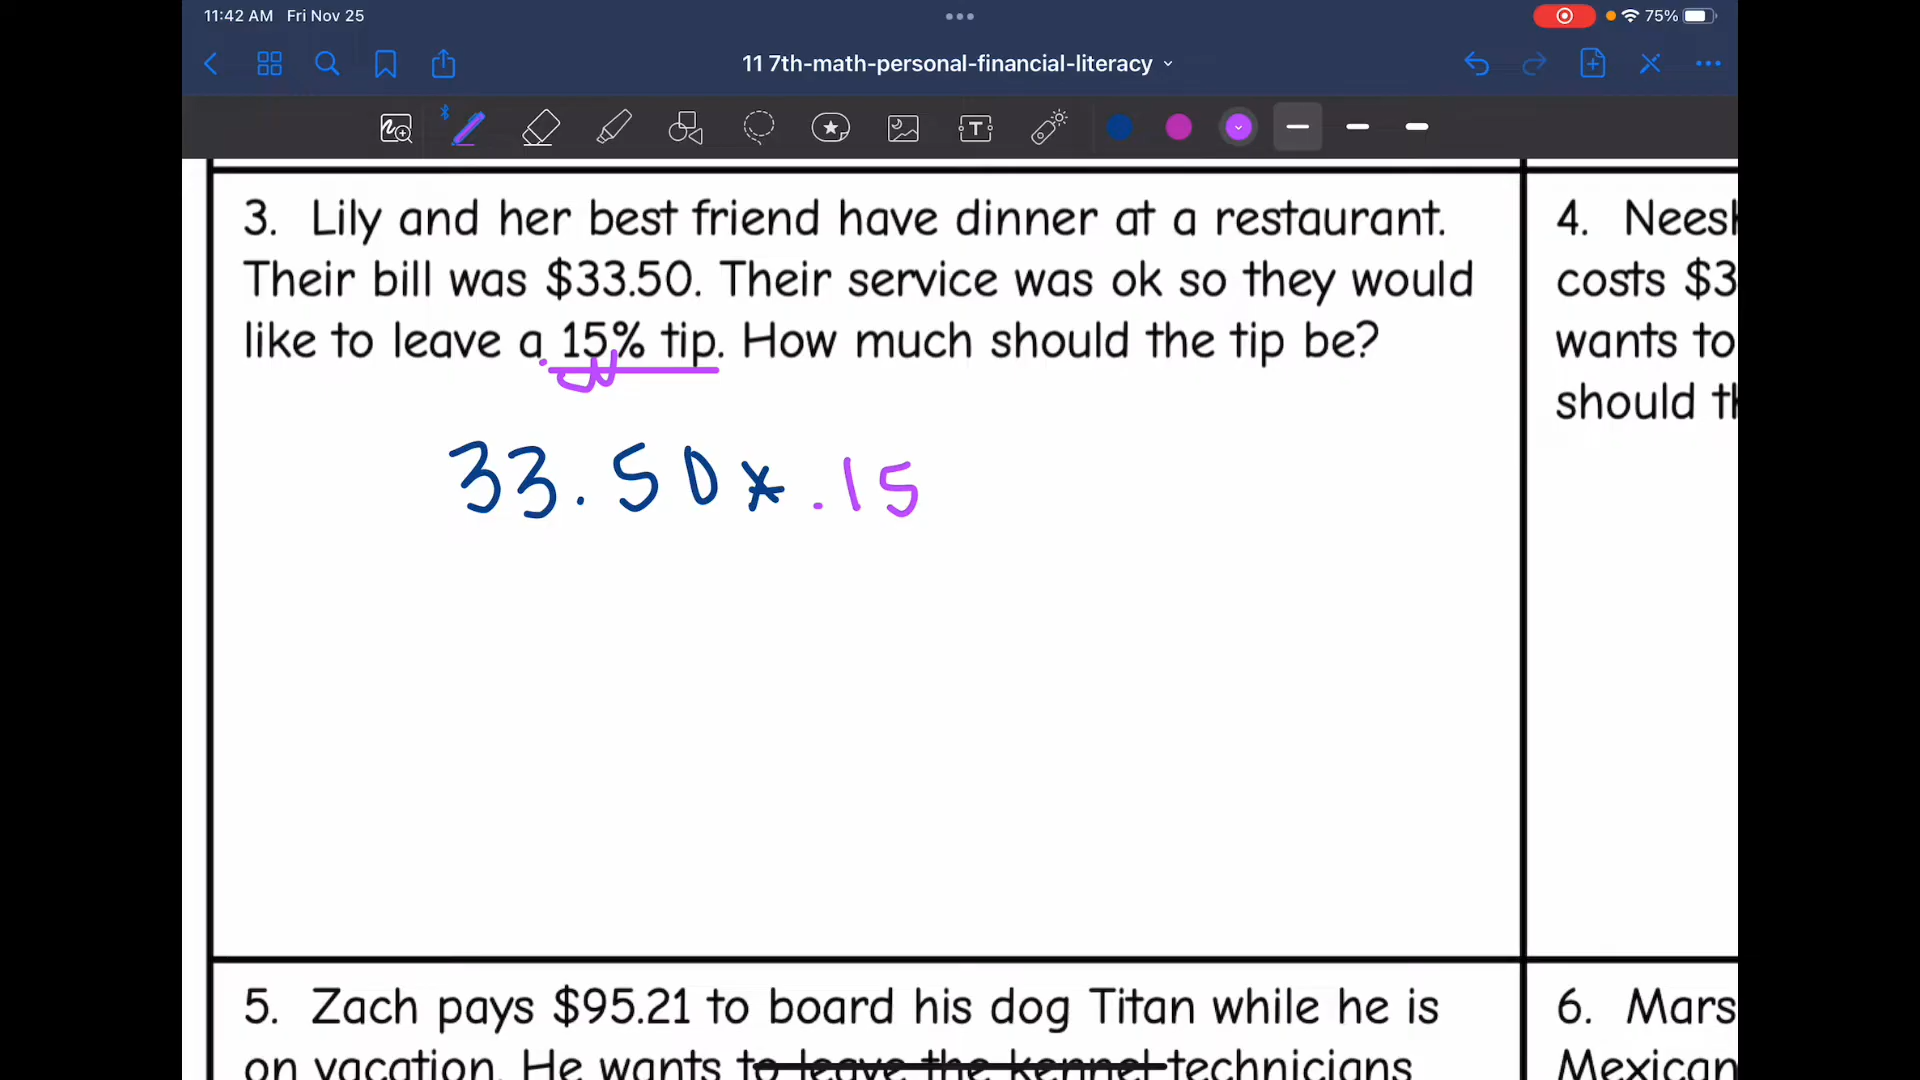 11:42 AM Fri Nov 25
75%
11 7th-math-personal-financial-literacy
3. Lily and her best friend have dinner at a restaurant.
Their bill was $33.50. Their service was ok so they would
like to leave a 15% tip. How much should the tip be?
33.50 * .15
4. Neesh
costs $3
wants to
should th
5. Zach pays $95.21 to board his dog Titan while he is
on vacation. He wants to leave the kennel technicians
6. Mars
Mexican